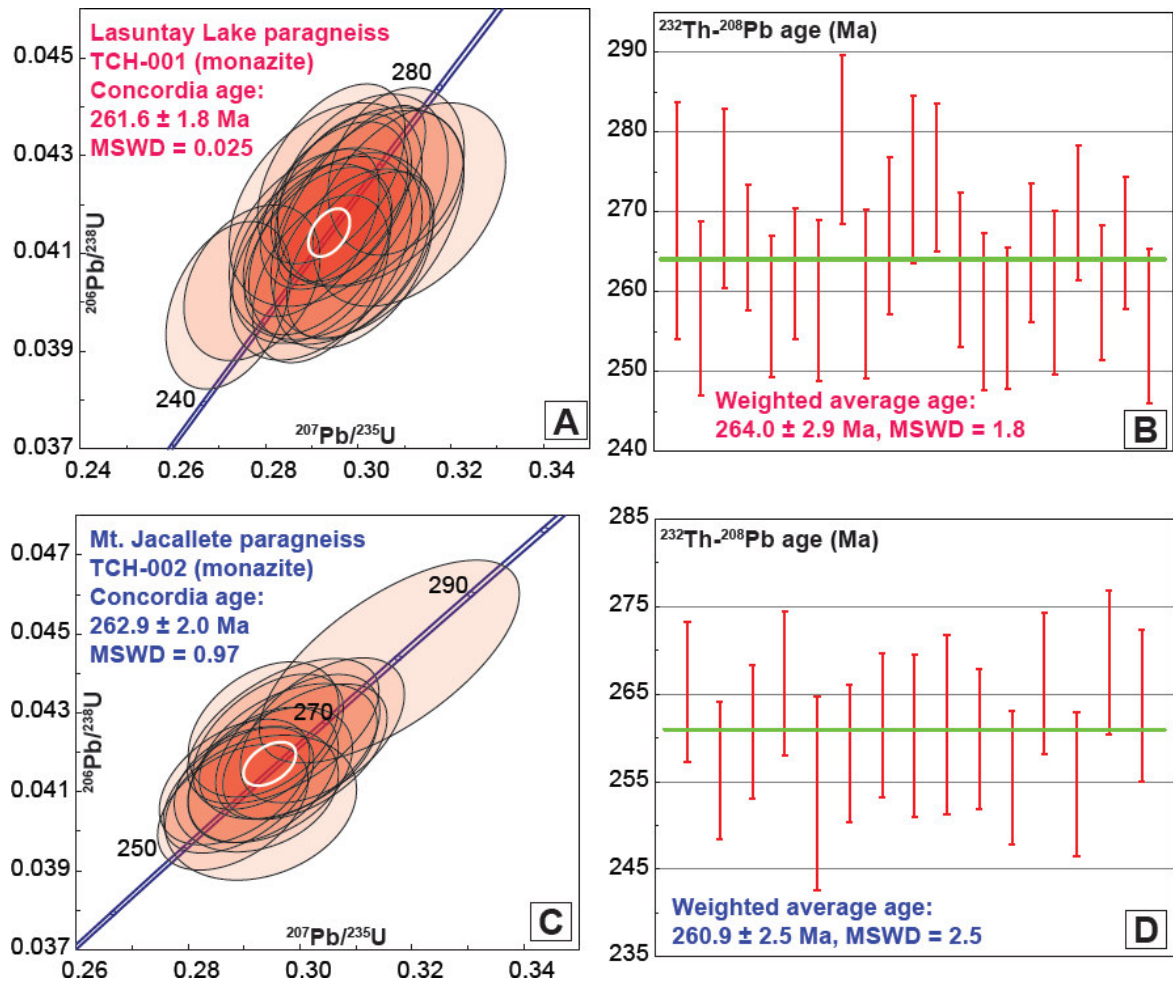 Lasuntay Lake paragneiss
TCH-001 (monazite)
Concordia age:
261.6 ± 1.8 Ma
MSWD = 0.025
0.045
0.043
0.041
0.039
0.037
²⁰⁶Pb/²³⁸U
280
240
²⁰⁷Pb/²³⁵U
A
0.24
0.26
0.28
0.30
0.32
²³²Th-²⁰⁸Pb age (Ma)
290
280
270
260
250
240
Weighted average age:
264.0 ± 2.9 Ma, MSWD = 1.8
B
Mt. Jacallete paragneiss
TCH-002 (monazite)
Concordia age:
262.9 ± 2.0 Ma
MSWD = 0.97
0.047
0.045
0.043
0.041
0.039
0.037
²⁰⁶Pb/²³⁸U
290
270
250
²⁰⁷Pb/²³⁵U
C
0.26
0.28
0.30
0.32
0.34
²³²Th-²⁰⁸Pb age (Ma)
285
275
265
255
245
235
Weighted average age:
260.9 ± 2.5 Ma, MSWD = 2.5
D